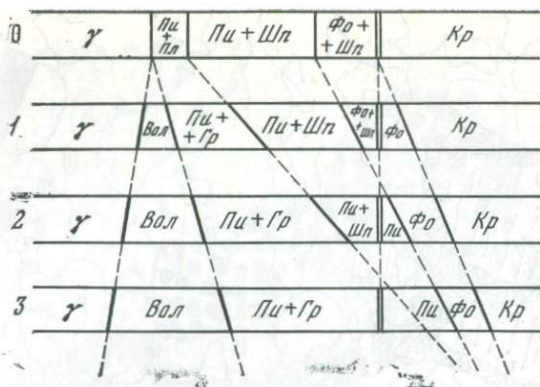 0 γ Пи + Пл Пи + Шп Фо + + Шп Кр
1 γ Вол Пи + + Гр Пи + Шп Фо + + Шп Фо Кр
2 γ Вол Пи + Гр Пи + Шп Пи Фо Кр
3 γ Вол Пи + Гр Пи Фо Кр